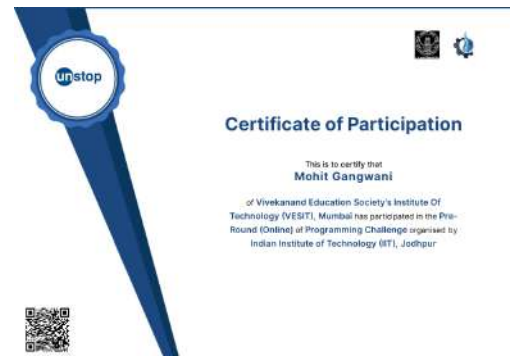 unstop
Certificate of Participation
This is to certify that
Mohit Gangwani
of Vivekanand Education Society's Institute Of
Technology (VESIT), Mumbai has participated in the Pre-
Round (Online) of Programming Challenge organised by
Indian Institute of Technology (IIT), Jodhpur